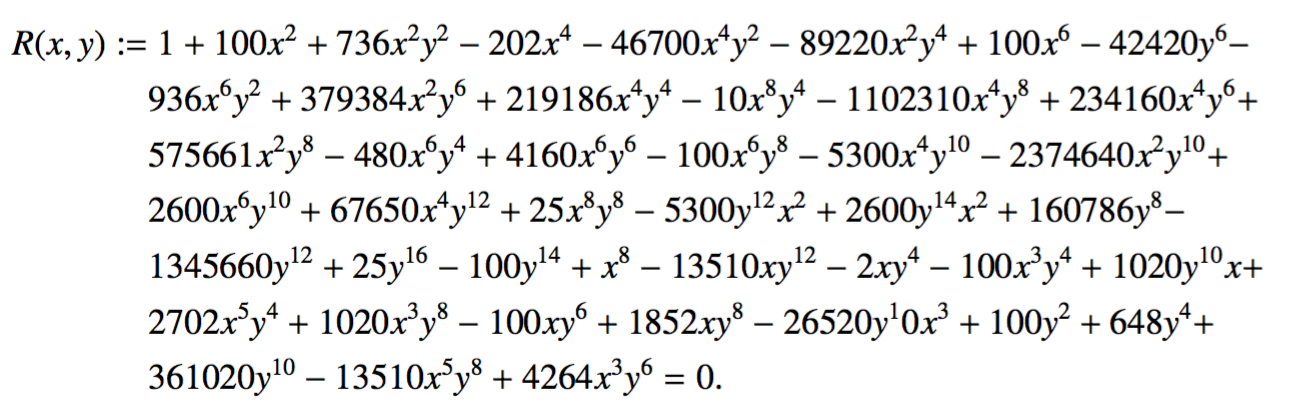 R(x, y) := 1 + 100x² + 736x²y² − 202x⁴ − 46700x⁴y² − 89220x²y⁴ + 100x⁶ − 42420y⁶−
936x⁶y² + 379384x²y⁶ + 219186x⁴y⁴ − 10x⁸y⁴ − 1102310x⁴y⁸ + 234160x⁴y⁶+
575661x²y⁸ − 480x⁶y⁴ + 4160x⁶y⁶ − 100x⁶y⁸ − 5300x⁴y¹⁰ − 2374640x²y¹⁰+
2600x⁶y¹⁰ + 67650x⁴y¹² + 25x⁸y⁸ − 5300y¹²x² + 2600y¹⁴x² + 160786y⁸−
1345660y¹² + 25y¹⁶ − 100y¹⁴ + x⁸ − 13510xy¹² − 2xy⁴ − 100x³y⁴ + 1020y¹⁰x+
2702x⁵y⁴ + 1020x³y⁸ − 100xy⁶ + 1852xy⁸ − 26520y¹0x³ + 100y² + 648y⁴+
361020y¹⁰ − 13510x⁵y⁸ + 4264x³y⁶ = 0.